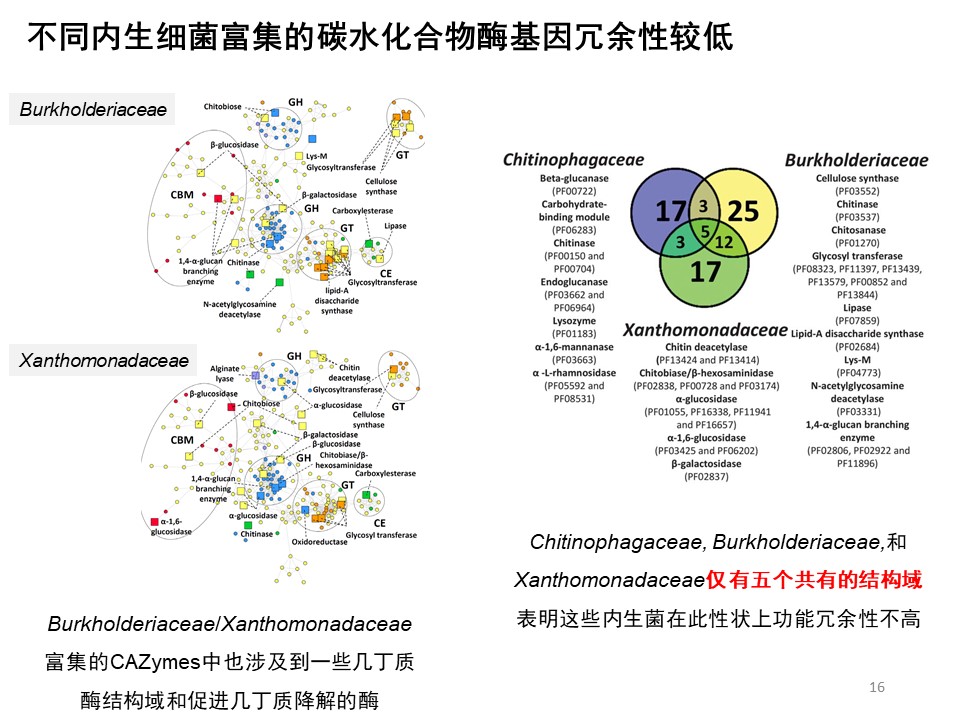 不同内生细菌富集的碳水化合物酶基因冗余性较低
Burkholderiaceae
Chitobiose
GH
β-glucosidase
Lys-M
Glycosyltransferase
GT
Cellulose
synthase
CBM
β-galactosidase
GH
Carboxylesterase
GT
Lipase
1,4-α-glucan
branching
enzyme
Chitinase
CE
Glycosyltransferase
N-acetylglycosamine
deacetylase
lipid-A
disaccharide
synthase
Xanthomonadaceae
GH
Alginate
lyase
Chitin
deacetylase
β-glucosidase
Glycosyltransferase
Chitobiose
α-glucosidase
GT
Cellulose
synthase
CBM
β-galactosidase
β-glucosidase
GH
Chitobiase/β-
hexosaminidase
Carboxylesterase
1,4-α-glucan
branching
enzyme
GT
α-glucosidase
α-1,6-
glucosidase
CE
Chitinase
Glycosyl transferase
Oxidoreductase
Burkholderiaceae/Xanthomonadaceae
富集的CAZymes中也涉及到一些几丁质
酶结构域和促进几丁质降解的酶
Chitinophagaceae
Beta-glucanase
(PF00722)
Carbohydrate-
binding module
(PF06283)
Chitinase
(PF00150 and
PF00704)
Endoglucanase
(PF03662 and
PF06964)
Lysozyme
(PF01183)
α-1,6-mannanase
(PF03663)
α -L-rhamnosidase
(PF05592 and
PF08531)
17
3
25
5
3
12
17
Xanthomonadaceae
Chitin deacetylase
(PF13424 and PF13414)
Chitobiose/β-hexosaminidase
(PF02838, PF00728 and PF03174)
α-glucosidase
(PF01055, PF16338, PF11941
and PF16657)
α-1,6-glucosidase
(PF03425 and PF06202)
β-galactosidase
(PF02837)
Burkholderiaceae
Cellulose synthase
(PF03552)
Chitinase
(PF03537)
Chitosanase
(PF01270)
Glycosyl transferase
(PF08323, PF11397, PF13439,
PF13579, PF00852 and
PF13844)
Lipase
(PF07859)
Lipid-A disaccharide synthase
(PF02684)
Lys-M
(PF04773)
N-acetylglycosamine
deacetylase
(PF03331)
1,4-α-glucan branching
enzyme
(PF02806, PF02922 and
PF11896)
Chitinophagaceae, Burkholderiaceae,和
Xanthomonadaceae仅有五个共有的结构域
表明这些内生菌在此性状上功能冗余性不高
16